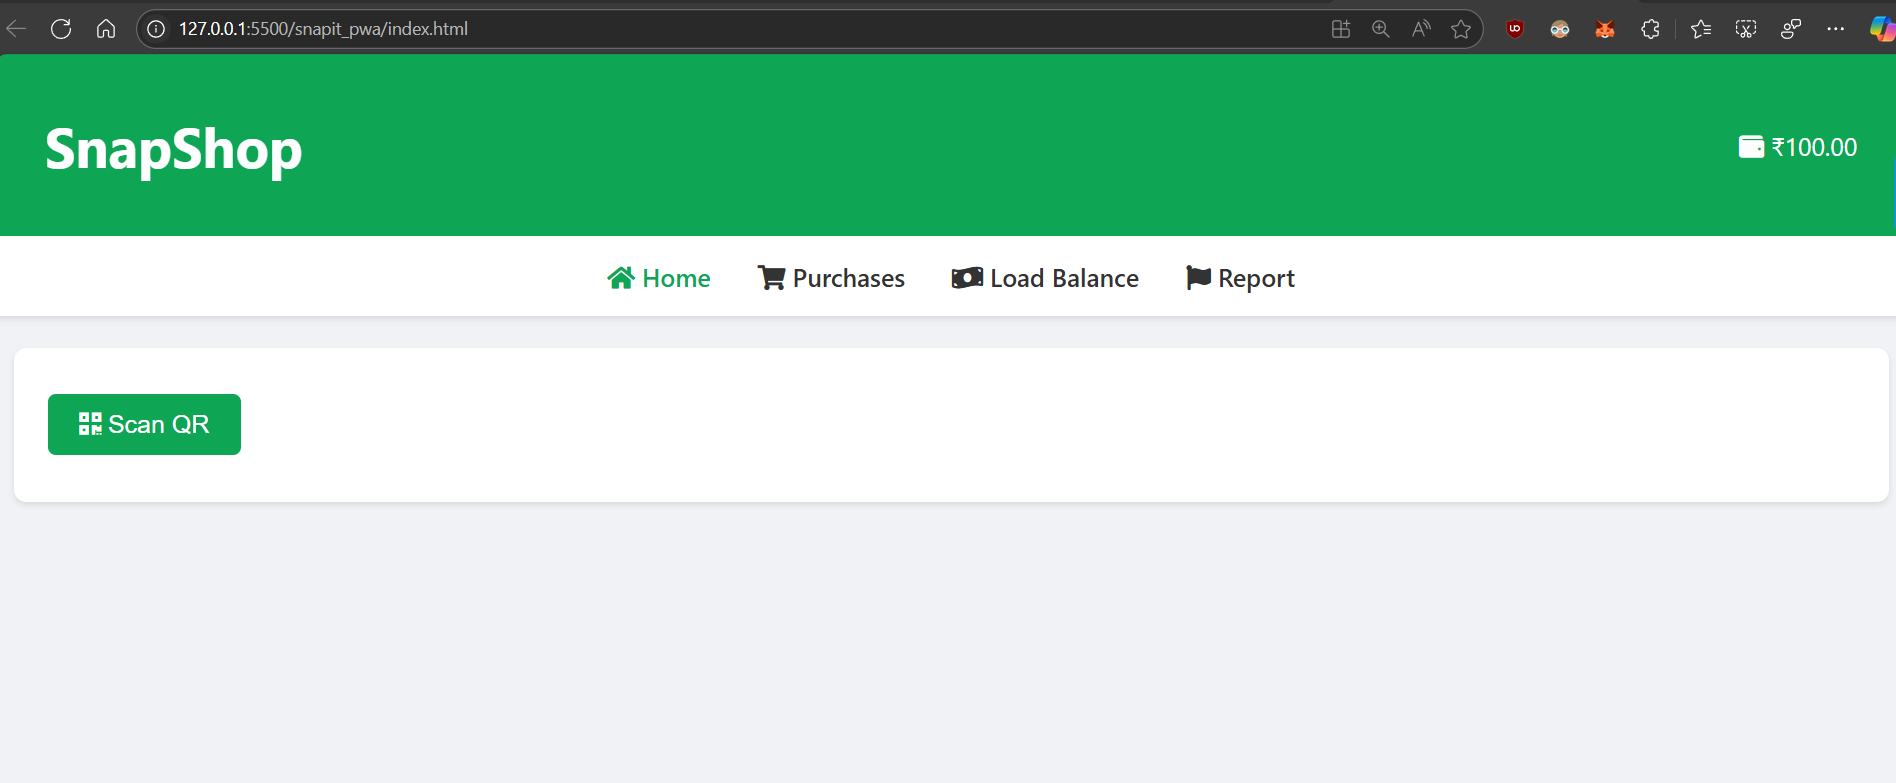 127.0.0.1:5500/snapit_pwa/index.html
SnapShop
₹100.00
Home Purchases Load Balance Report
Scan QR